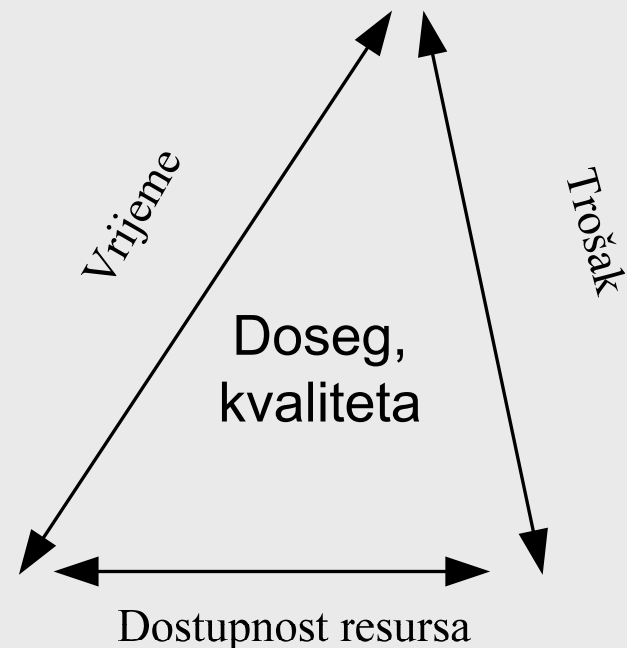 Vrijeme
Trošak
Doseg,
kvaliteta
Dostupnost resursa